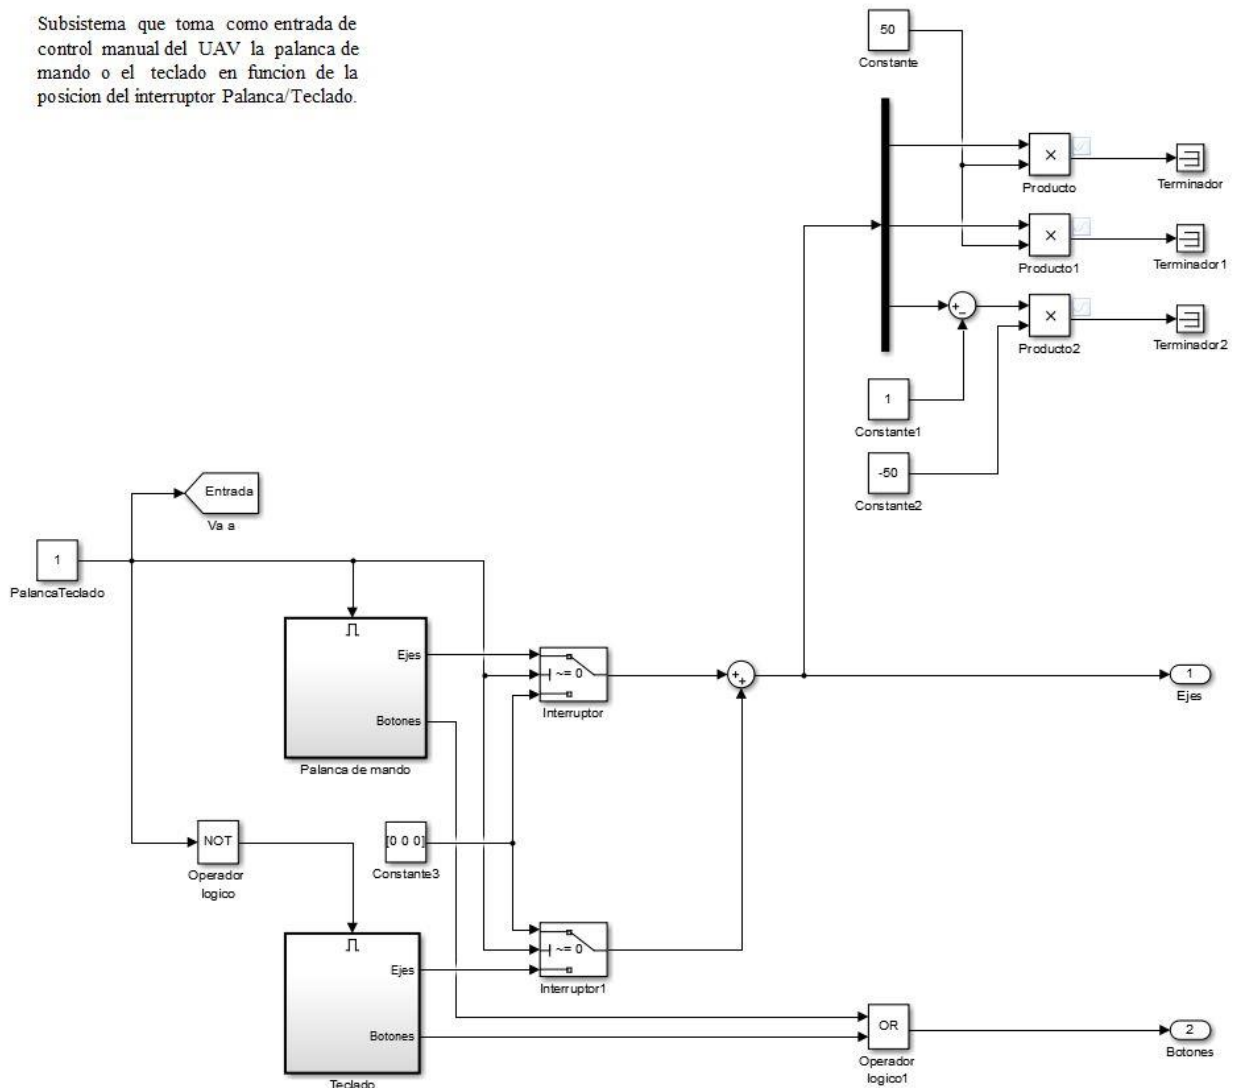 Subsistema que toma como entrada de
control manual del UAV la palanca de
mando o el teclado en funcion de la
posicion del interruptor Palanca/Teclado.
50
Constante
×
Producto
Terminador
×
Producto1
Terminador1
+
−
×
Producto2
Terminador2
1
Constante1
-50
Constante2
Entrada
Va a
1
PalancaTeclado
Ejes
Botones
Palanca de mando
~= 0
Interruptor
+
+
1
Ejes
NOT
Operador
logico
[0 0 0]
Constante3
Ejes
Botones
Teclado
~= 0
Interruptor1
OR
Operador
logico1
2
Botones